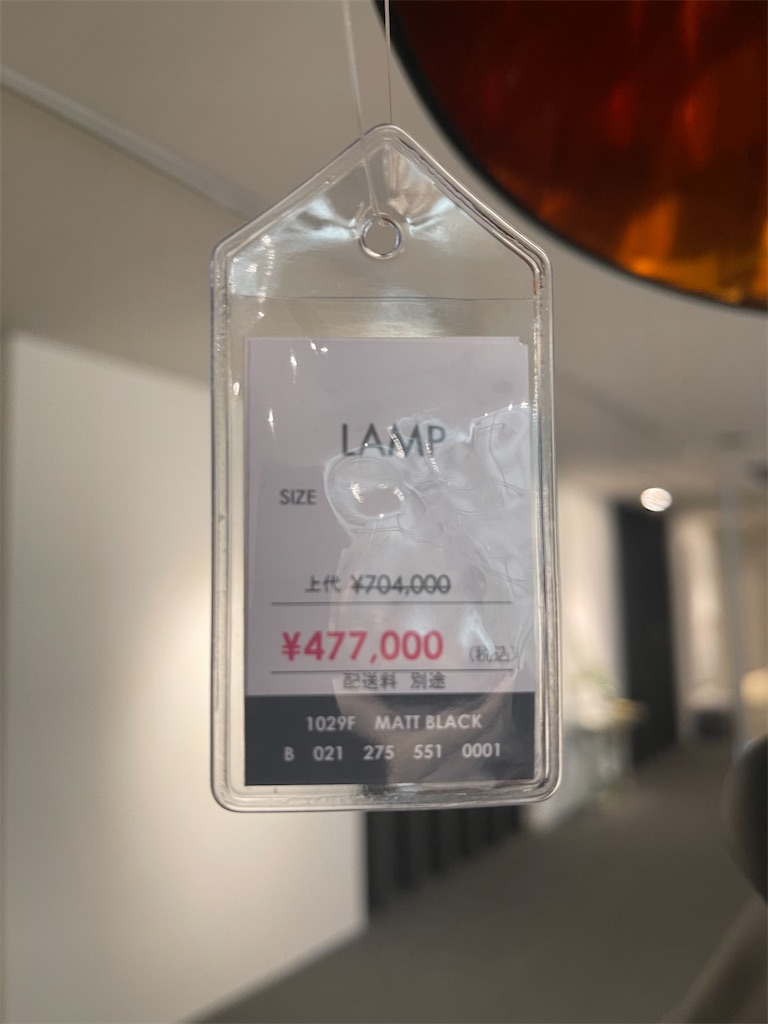 LAMP
SIZE
上代 ¥704,000
¥477,000 (税込)
配送料 別途
1029F MATT BLACK
B 021 275 551 0001